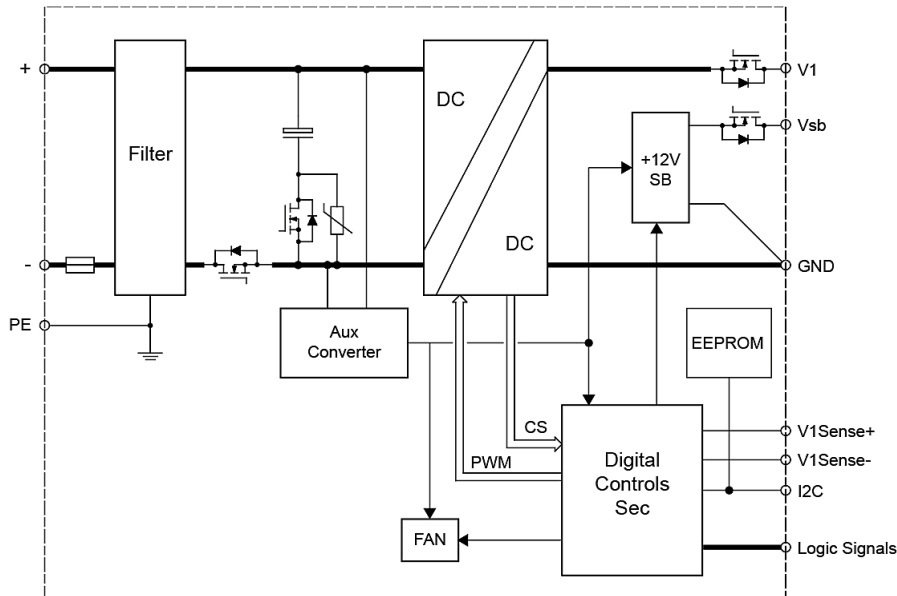 +
-
PE
Filter
DC
DC
Aux
Converter
PWM
CS
FAN
+12V
SB
EEPROM
Digital
Controls
Sec
V1
Vsb
GND
V1Sense+
V1Sense-
I2C
Logic Signals